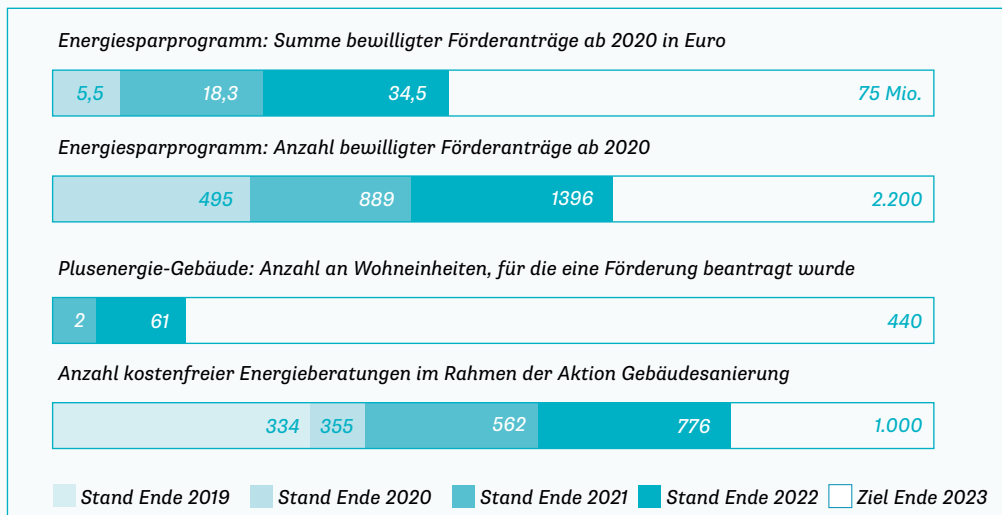 Energiesparprogramm: Summe bewilligter Förderanträge ab 2020 in Euro
5,5 18,3 34,5 75 Mio.
Energiesparprogramm: Anzahl bewilligter Förderanträge ab 2020
495 889 1396 2.200
Plusenergie-Gebäude: Anzahl an Wohneinheiten, für die eine Förderung beantragt wurde
2 61 440
Anzahl kostenfreier Energieberatungen im Rahmen der Aktion Gebäudesanierung
334 355 562 776 1.000
Stand Ende 2019 Stand Ende 2020 Stand Ende 2021 Stand Ende 2022 Ziel Ende 2023